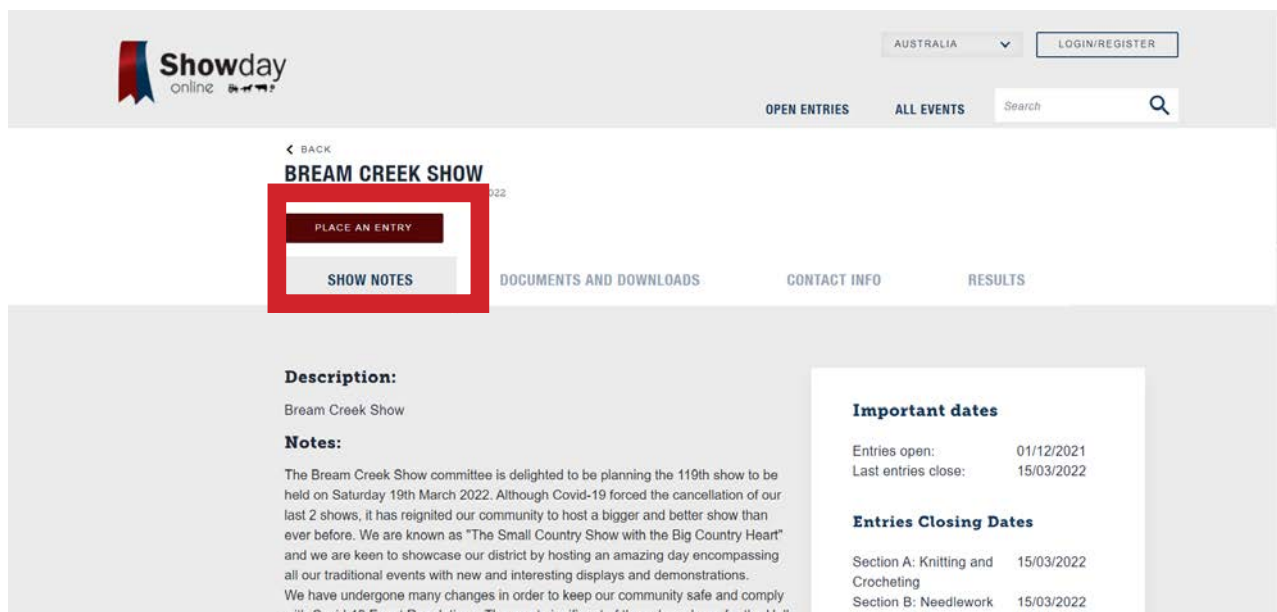 AUSTRALIA
LOGIN/REGISTER
Showday
online
OPEN ENTRIES
ALL EVENTS
Search
BACK
BREAM CREEK SHOW
022
PLACE AN ENTRY
SHOW NOTES
DOCUMENTS AND DOWNLOADS
CONTACT INFO
RESULTS
Description:
Bream Creek Show
Notes:
The Bream Creek Show committee is delighted to be planning the 119th show to be
held on Saturday 19th March 2022. Although Covid-19 forced the cancellation of our
last 2 shows, it has reignited our community to host a bigger and better show than
ever before. We are known as "The Small Country Show with the Big Country Heart"
and we are keen to showcase our district by hosting an amazing day encompassing
all our traditional events with new and interesting displays and demonstrations.
We have undergone many changes in order to keep our community safe and comply
Important dates
Entries open: 01/12/2021
Last entries close: 15/03/2022
Entries Closing Dates
Section A: Knitting and 15/03/2022
Crocheting
Section B: Needlework 15/03/2022